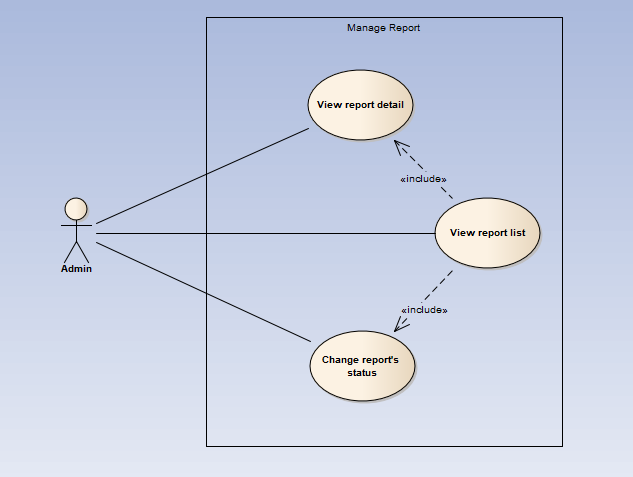 Manage Report
View report detail
«include»
View report list
Admin
«include»
Change report's
status